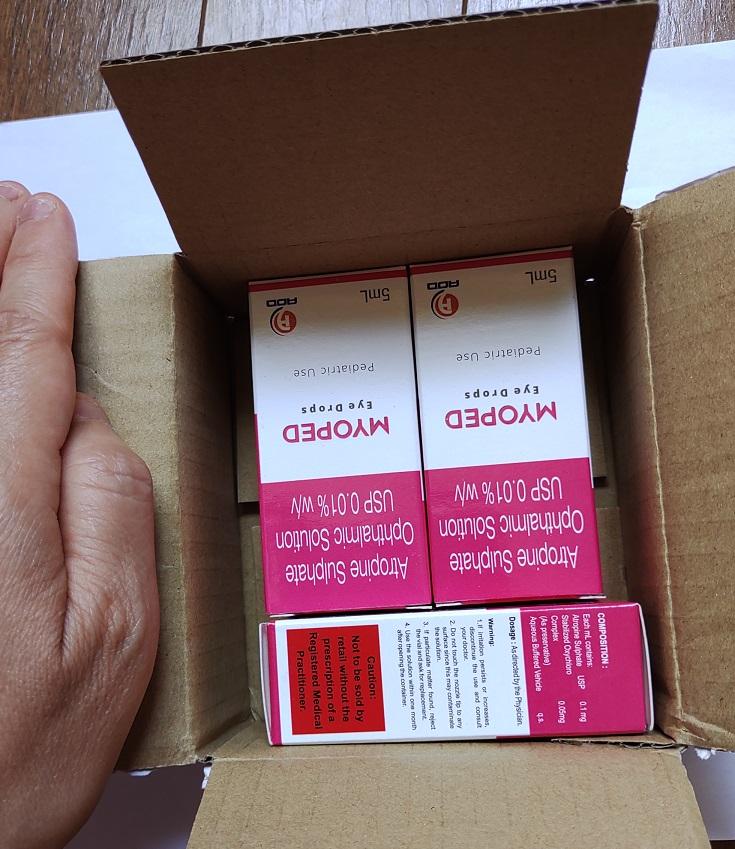 Atropine Sulphate
Ophthalmic Solution
USP 0.01% w/v
MYOPED
Eye Drops
Pediatric Use
ADD
5mL
Atropine Sulphate
Ophthalmic Solution
USP 0.01% w/v
MYOPED
Eye Drops
Pediatric Use
ADD
5mL
COMPOSITION :
Each mL contains:
Atropine Sulphate USP 0.1 mg
Stabilized Oxychloro 0.05mg
Complex
(As preservative)
Aqueous Buffered Vehicle q.s.
Dosage : As directed by the Physician.
Warning:
1.If irritation persists or increases,
discontinue the use and consult
your doctor.
2. Do not touch the nozzle tip to any
surface since this may contaminate
the solution.
3. If particulate matter found, reject
the vial and ask for replacement.
4. Use the solution within one month
after opening the container.
Caution:
Not to be sold by
retail without the
prescription of a
Registered Medical
Practitioner.